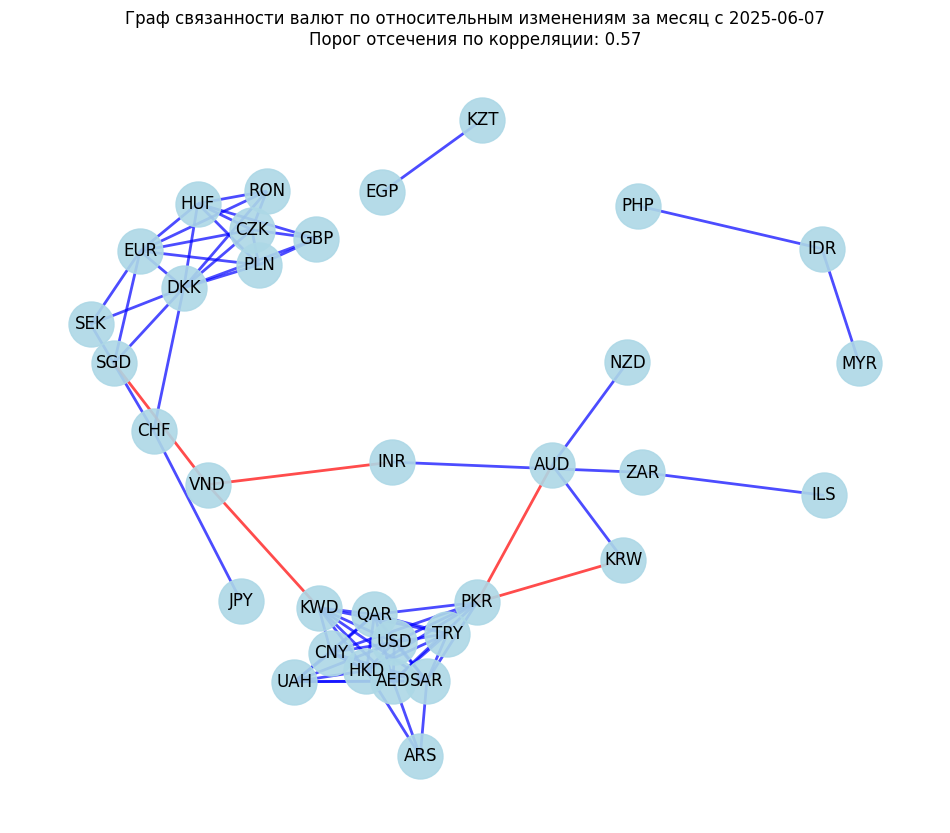 Граф связанности валют по относительным изменениям за месяц с 2025-06-07
Порог отсечения по корреляции: 0.57
KZT
EGP
RON
HUF
PHP
CZK
GBP
EUR
IDR
PLN
DKK
SEK
SGD
NZD
MYR
CHF
INR
AUD
ZAR
VND
ILS
KRW
JPY
KWD
QAR
PKR
USD
TRY
CNY
HKD
UAH
AED
SAR
ARS